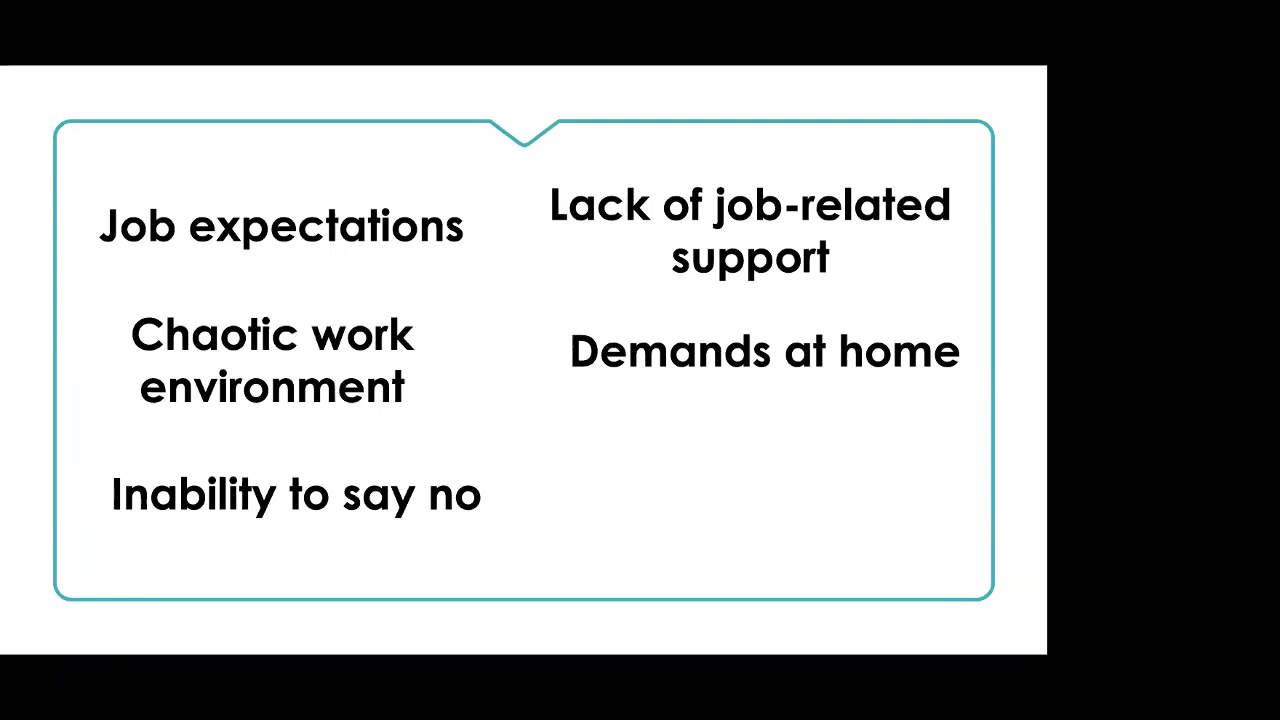 Job expectations
Chaotic work
environment
Inability to say no
Lack of job-related
support
Demands at home